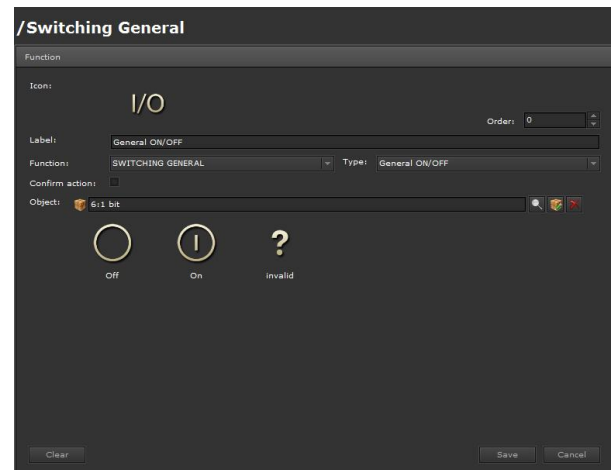 /Switching General
Function
Icon:
I/O
Order: 0
Label: General ON/OFF
Function: SWITCHING GENERAL Type: General ON/OFF
Confirm action:
Object: 6:1 bit
?
Off On invalid
Clear Save Cancel